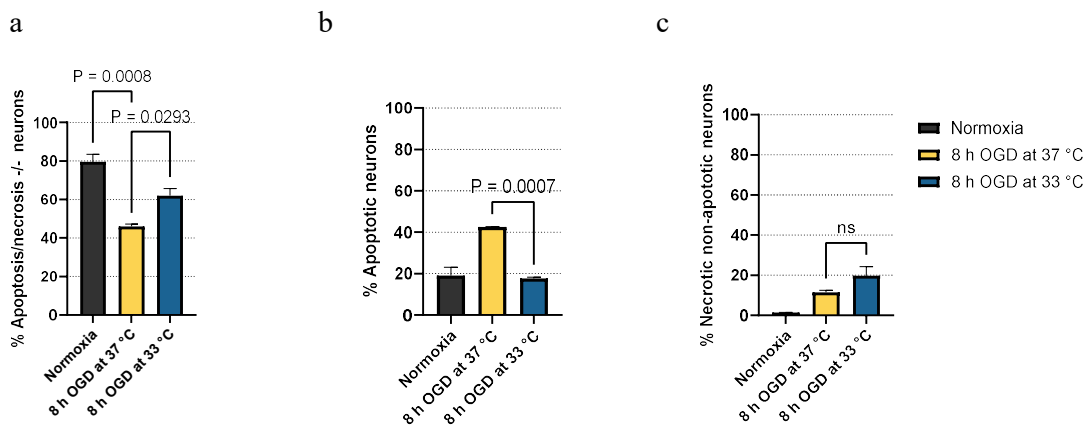 a
b
c
P = 0.0008
P = 0.0293
% Apoptosis/necrosis -/- neurons
100
80
60
40
20
0
Normoxia
8 h OGD at 37 °C
8 h OGD at 33 °C
P = 0.0007
% Apoptotic neurons
100
80
60
40
20
0
Normoxia
8 h OGD at 37 °C
8 h OGD at 33 °C
ns
% Necrotic non-apototic neurons
100
80
60
40
20
0
Normoxia
8 h OGD at 37 °C
8 h OGD at 33 °C
Normoxia
8 h OGD at 37 °C
8 h OGD at 33 °C